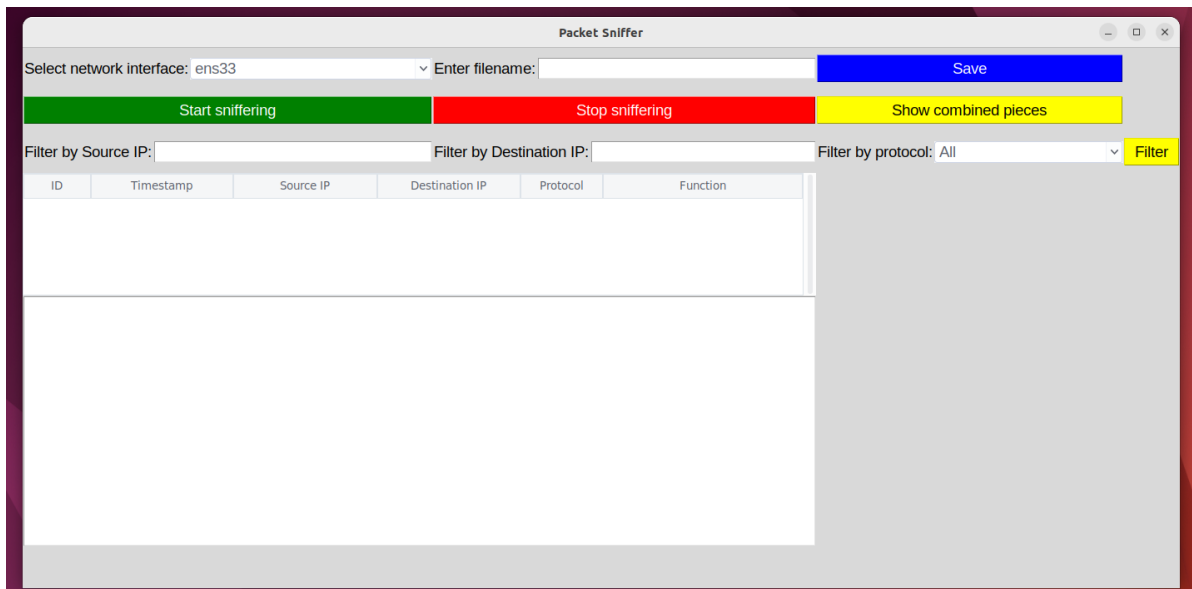 Packet Sniffer
Select network interface: ens33 Enter filename: Save
Start sniffering Stop sniffering Show combined pieces
Filter by Source IP: Filter by Destination IP: Filter by protocol: All Filter
ID Timestamp Source IP Destination IP Protocol Function